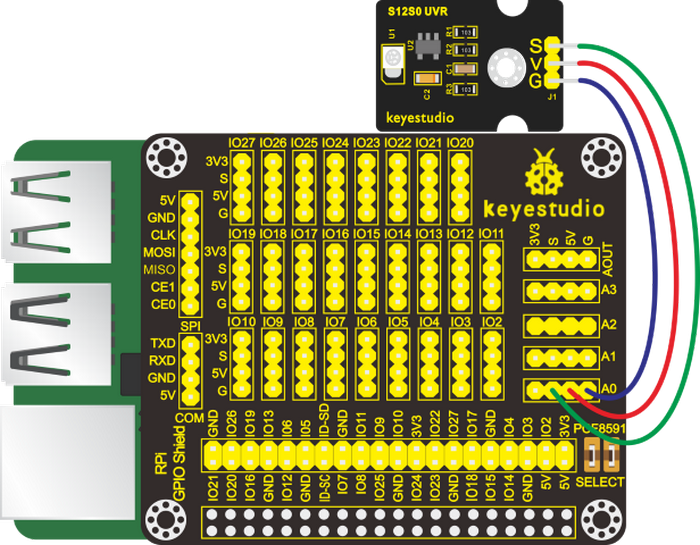 S12S0 UVR
U1
U2
R1
R2
C1
R3
C2
103
103
103
S
V
G
J1
keyestudio
IO27 IO26 IO25 IO24 IO23 IO22 IO21 IO20
3V3
S
5V
G
keyestudio
5V
GND
CLK
MOSI
MISO
CE1
CE0
SPI
IO19 IO18 IO17 IO16 IO15 IO14 IO13 IO12 IO11
3V3
S
5V
G
3V3 S 5V G
AOUT
A3
A2
A1
A0
IO10 IO9 IO8 IO7 IO6 IO5 IO4 IO3 IO2
3V3
S
5V
G
TXD
RXD
GND
5V
COM
RPi
GPIO Shield
GND IO26 IO19 IO13 IO6 IO5 ID-SD GND IO11 IO9 IO10 3V3 IO22 IO27 IO17 GND IO4 IO3 IO2 3V3
IO21 IO20 IO16 GND IO12 GND ID-SC IO7 IO8 IO25 GND IO24 IO23 GND IO18 IO15 IO14 GND 5V 5V
PCF8591
SELECT